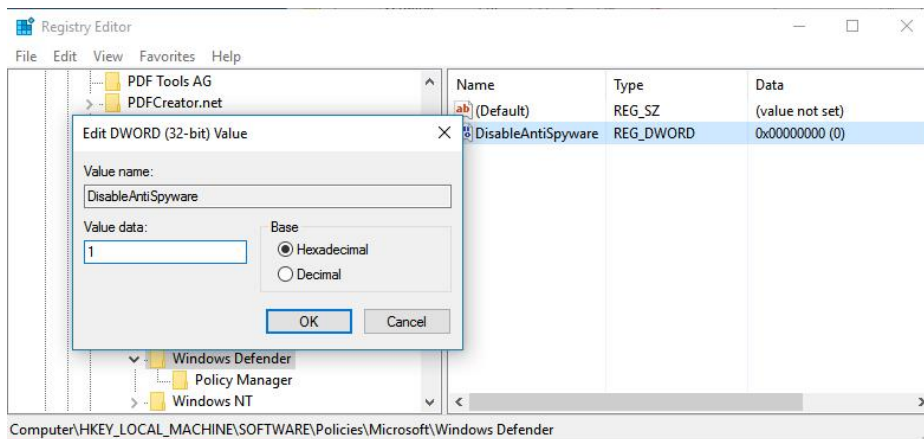 Registry Editor
File Edit View Favorites Help
PDF Tools AG
PDFCreator.net
Name Type Data
(Default) REG_SZ (value not set)
DisableAntiSpyware REG_DWORD 0x00000000 (0)
Edit DWORD (32-bit) Value
Value name:
DisableAntiSpyware
Value data:
1
Base
Hexadecimal
Decimal
OK Cancel
Windows Defender
Policy Manager
Windows NT
Computer\HKEY_LOCAL_MACHINE\SOFTWARE\Policies\Microsoft\Windows Defender